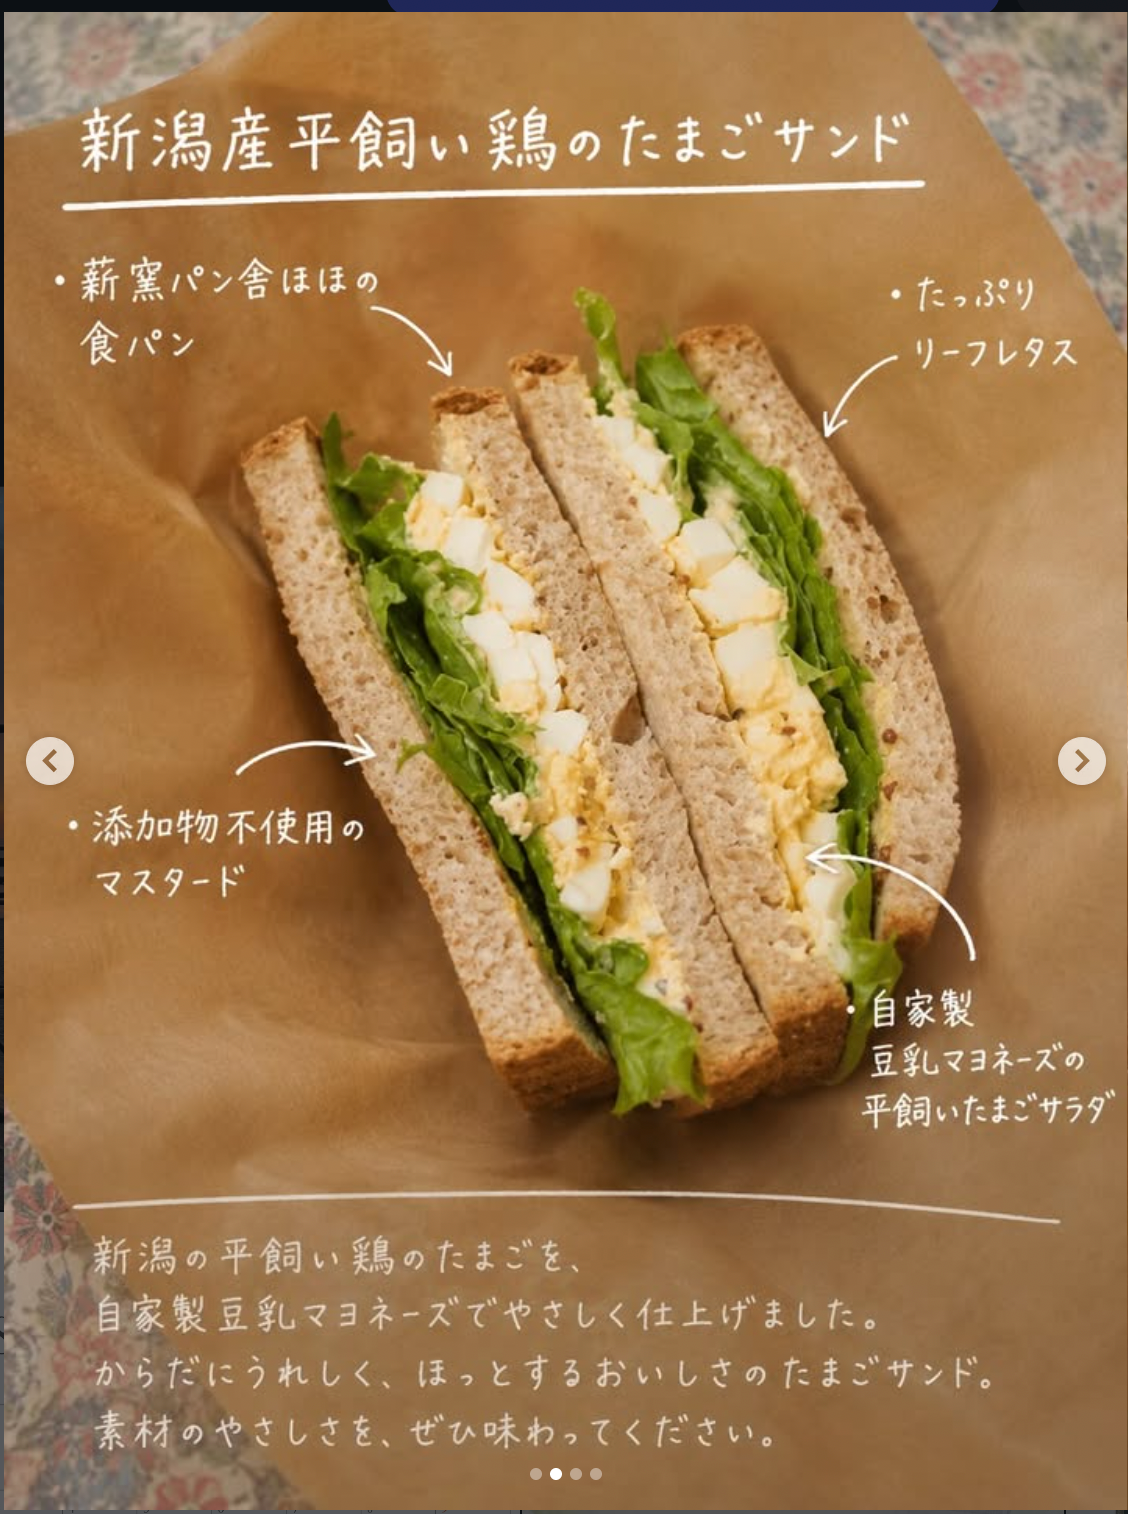 新潟産平飼い鶏のたまごサンド
・薪窯パン舎ほほの
食パン
・たっぷり
リーフレタス
・添加物不使用の
マスタード
・自家製
豆乳マヨネーズの
平飼いたまごサラダ
新潟の平飼い鶏のたまごを、
自家製豆乳マヨネーズでやさしく仕上げました。
からだにうれしく、ほっとするおいしさのたまごサンド。
素材のやさしさを、ぜひ味わってください。